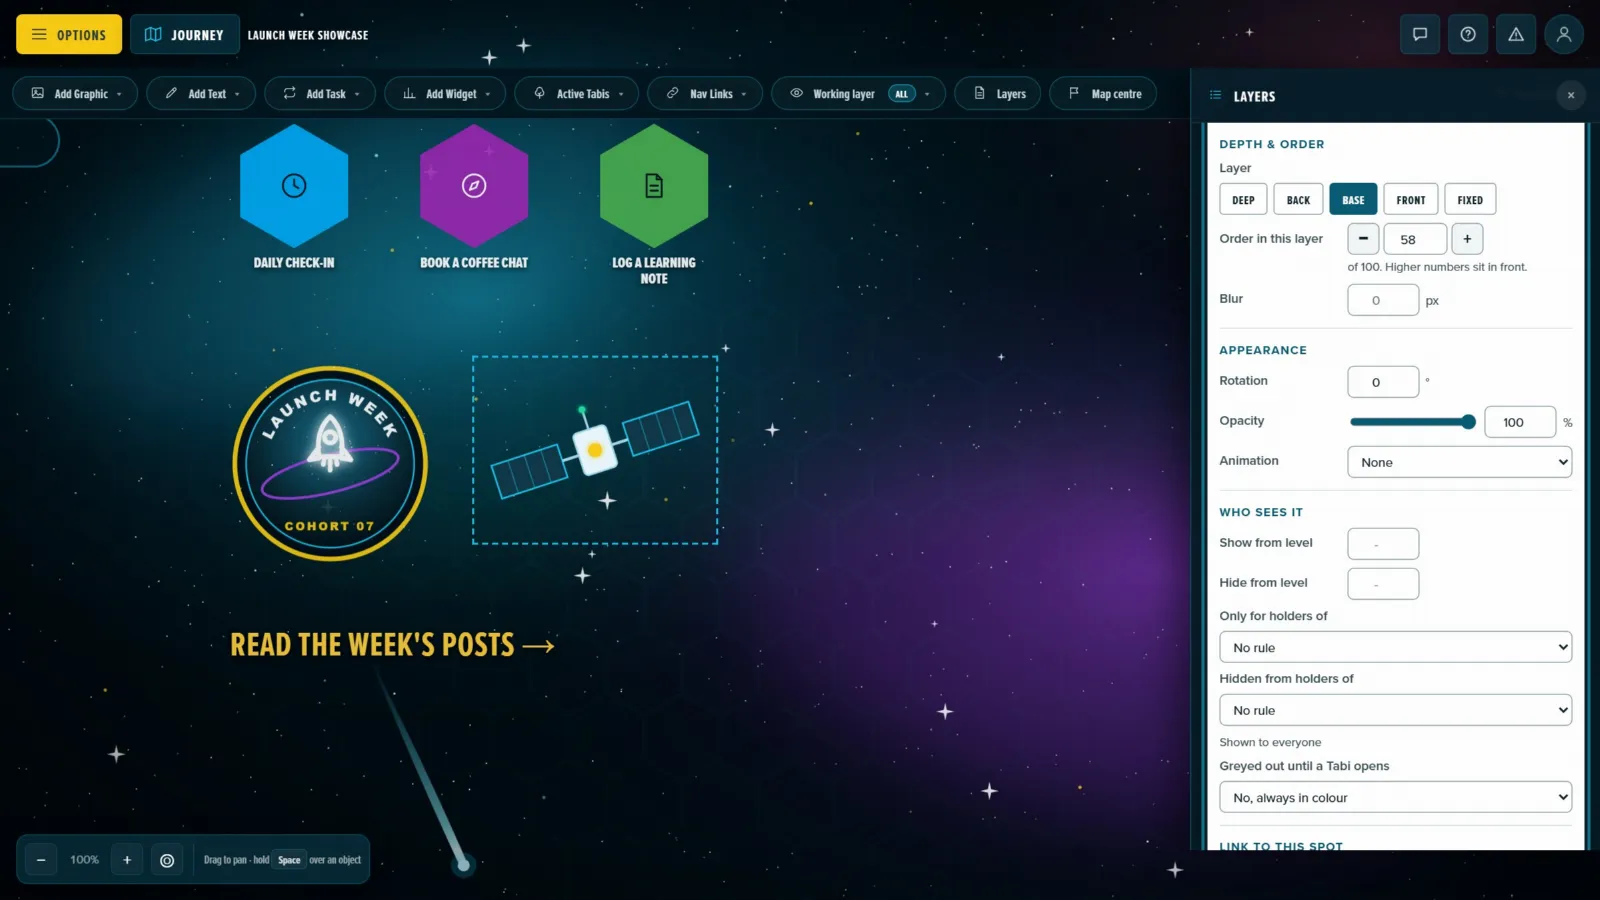 OPTIONS
JOURNEY
LAUNCH WEEK SHOWCASE
Add Graphic
Add Text
Add Task
Add Widget
Active Tabis
Nav Links
Working layer ALL
Layers
Map centre
DAILY CHECK-IN
BOOK A COFFEE CHAT
LOG A LEARNING
NOTE
LAUNCH WEEK
COHORT 07
READ THE WEEK'S POSTS →
− 100% +
Drag to pan · hold Space over an object
LAYERS
×
DEPTH & ORDER
Layer
DEEP BACK BASE FRONT FIXED
Order in this layer − 58 +
of 100. Higher numbers sit in front.
Blur 0 px
APPEARANCE
Rotation 0 °
Opacity 100 %
Animation None
WHO SEES IT
Show from level -
Hide from level -
Only for holders of
No rule
Hidden from holders of
No rule
Shown to everyone
Greyed out until a Tabi opens
No, always in colour
LINK TO THIS SPOT